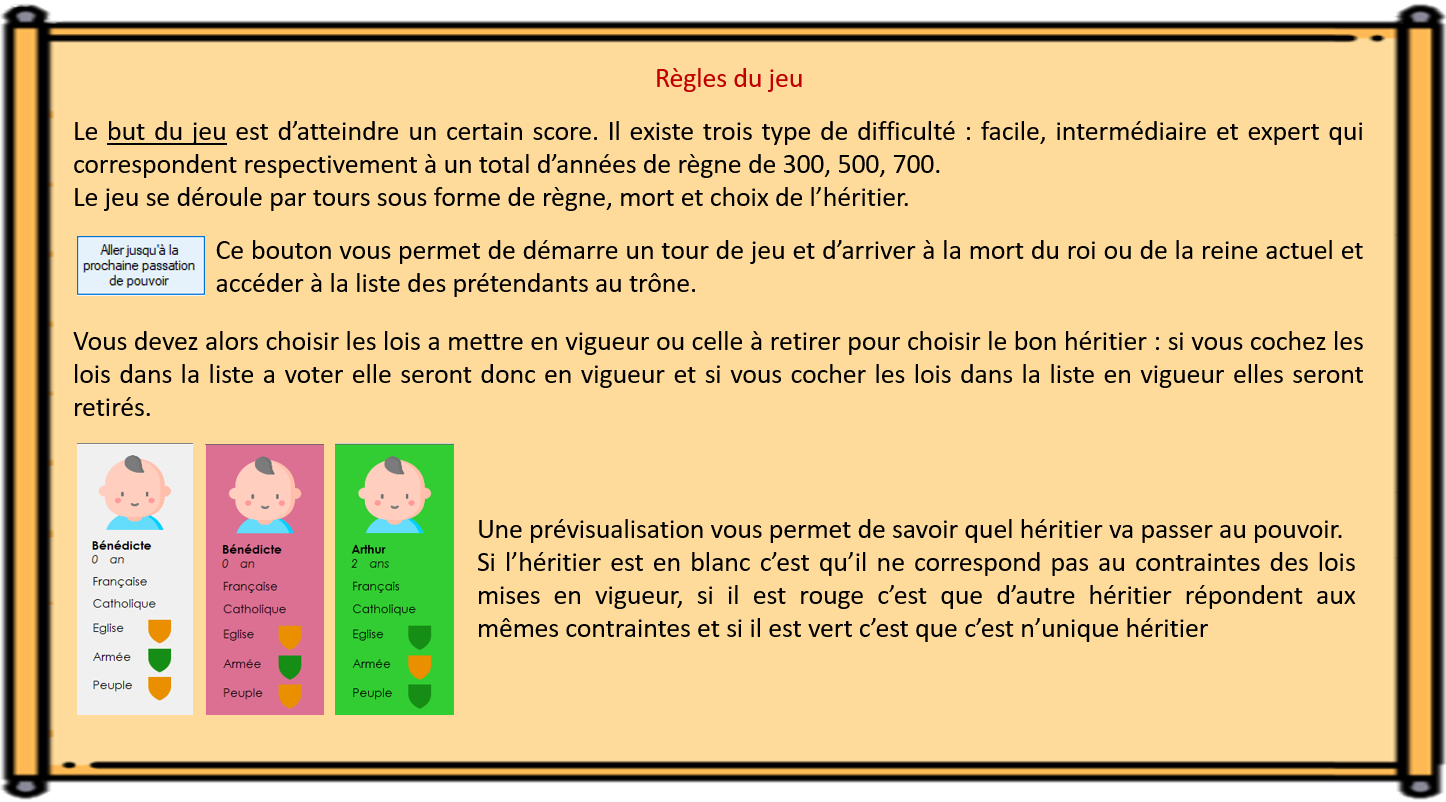 Règles du jeu
Le but du jeu est d’atteindre un certain score. Il existe trois type de difficulté : facile, intermédiaire et expert qui
correspondent respectivement à un total d’années de règne de 300, 500, 700.
Le jeu se déroule par tours sous forme de règne, mort et choix de l’héritier.
Aller jusqu'à la
prochaine passation
de pouvoir
Ce bouton vous permet de démarre un tour de jeu et d’arriver à la mort du roi ou de la reine actuel et
accéder à la liste des prétendants au trône.
Vous devez alors choisir les lois a mettre en vigueur ou celle à retirer pour choisir le bon héritier : si vous cochez les
lois dans la liste a voter elle seront donc en vigueur et si vous cocher les lois dans la liste en vigueur elles seront
retirés.
Bénédicte
0 an
Française
Catholique
Eglise
Armée
Peuple
Bénédicte
0 an
Française
Catholique
Eglise
Armée
Peuple
Arthur
2 ans
Français
Catholique
Eglise
Armée
Peuple
Une prévisualisation vous permet de savoir quel héritier va passer au pouvoir.
Si l’héritier est en blanc c’est qu’il ne correspond pas au contraintes des lois
mises en vigueur, si il est rouge c’est que d’autre héritier répondent aux
mêmes contraintes et si il est vert c’est que c’est n’unique héritier